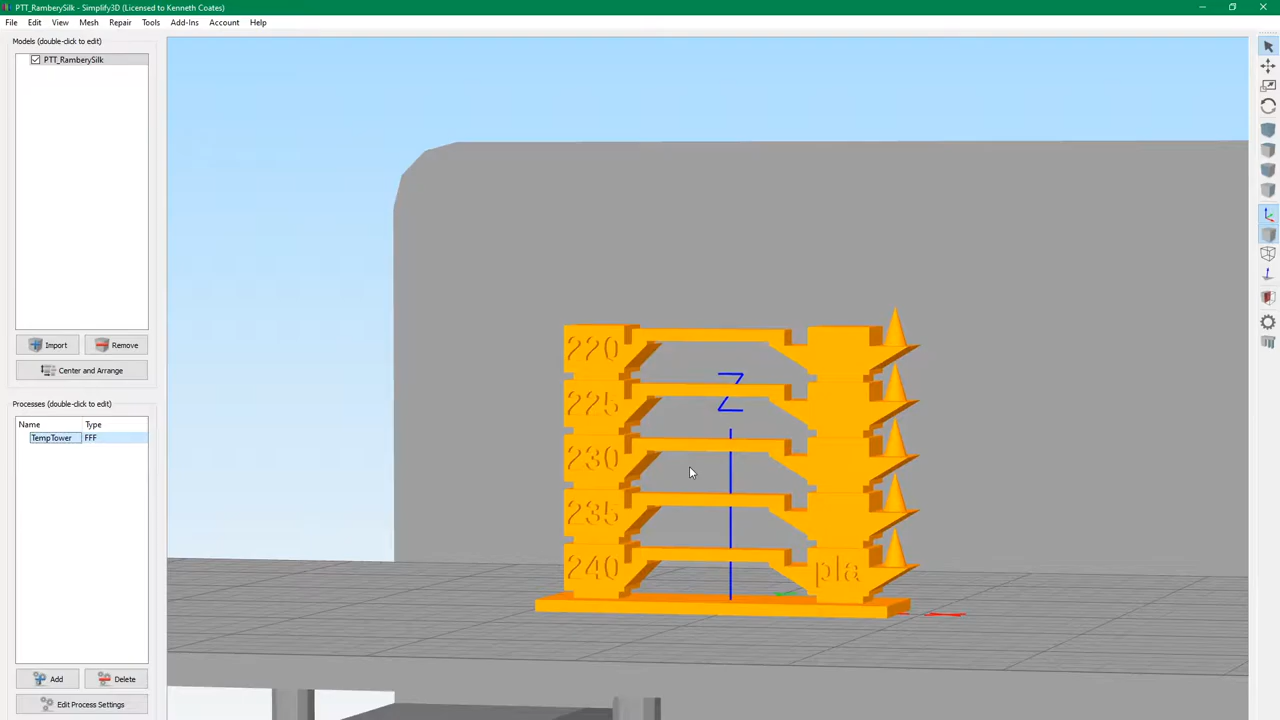 PTT_RamberySilk - Simplify3D (Licensed to Kenneth Coates)
File Edit View Mesh Repair Tools Add-Ins Account Help
Models (double-click to edit)
PTT_RamberySilk
Import Remove
Center and Arrange
Processes (double-click to edit)
Name Type
TempTower FFF
Add Delete
Edit Process Settings
220
225
Z
230
235
240 pla